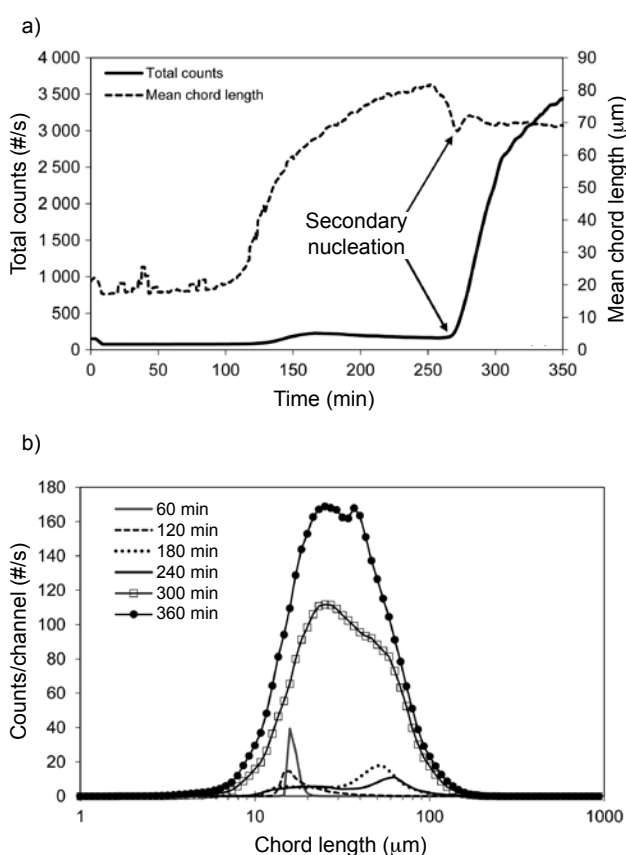 a)
4 000
3 500
3 000
2 500
2 000
1 500
1 000
500
0
Total counts (#/s)
Total counts
Mean chord length
Secondary
nucleation
90
80
70
60
50
40
30
20
10
0
Mean chord length (μm)
0 50 100 150 200 250 300 350
Time (min)
b)
180
160
140
120
100
80
60
40
20
0
Counts/channel (#/s)
60 min
120 min
180 min
240 min
300 min
360 min
1 10 100 1000
Chord length (μm)